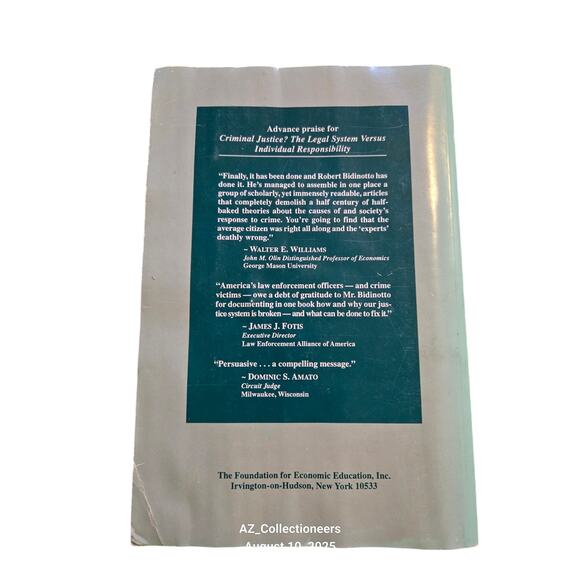 Advance praise for
Criminal Justice? The Legal System Versus
Individual Responsibility
“Finally, it has been done and Robert Bidinotto has
done it. He's managed to assemble in one place a
group of scholarly, yet immensely readable, articles
that completely demolish a half century of half-
baked theories about the causes of and society's
response to crime. You're going to find that the
average citizen was right all along and the ‘experts’
deathly wrong.”
~ WALTER E. WILLIAMS
John M. Olin Distinguished Professor of Economics
George Mason University
“America's law enforcement officers — and crime
victims — owe a debt of gratitude to Mr. Bidinotto
for documenting in one book how and why our jus-
tice system is broken — and what can be done to fix it.”
~ JAMES J. FOTIS
Executive Director
Law Enforcement Alliance of America
“Persuasive . . . a compelling message.”
~ DOMINIC S. AMATO
Circuit Judge
Milwaukee, Wisconsin
The Foundation for Economic Education, Inc.
Irvington-on-Hudson, New York 10533
AZ_Collectioneers
August 10, 2025